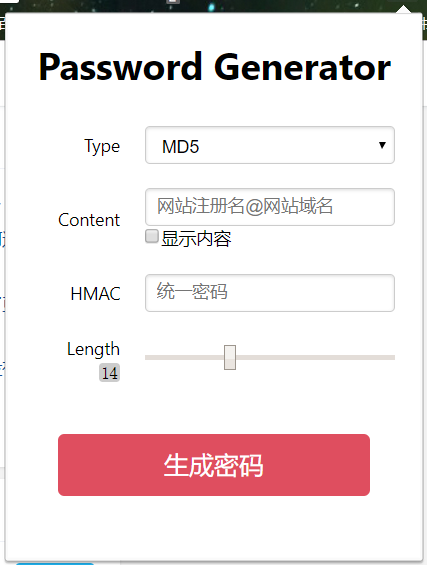 Password Generator
Type
MD5
Content
网站注册名@网站域名
显示内容
HMAC
统一密码
Length
14
生成密码